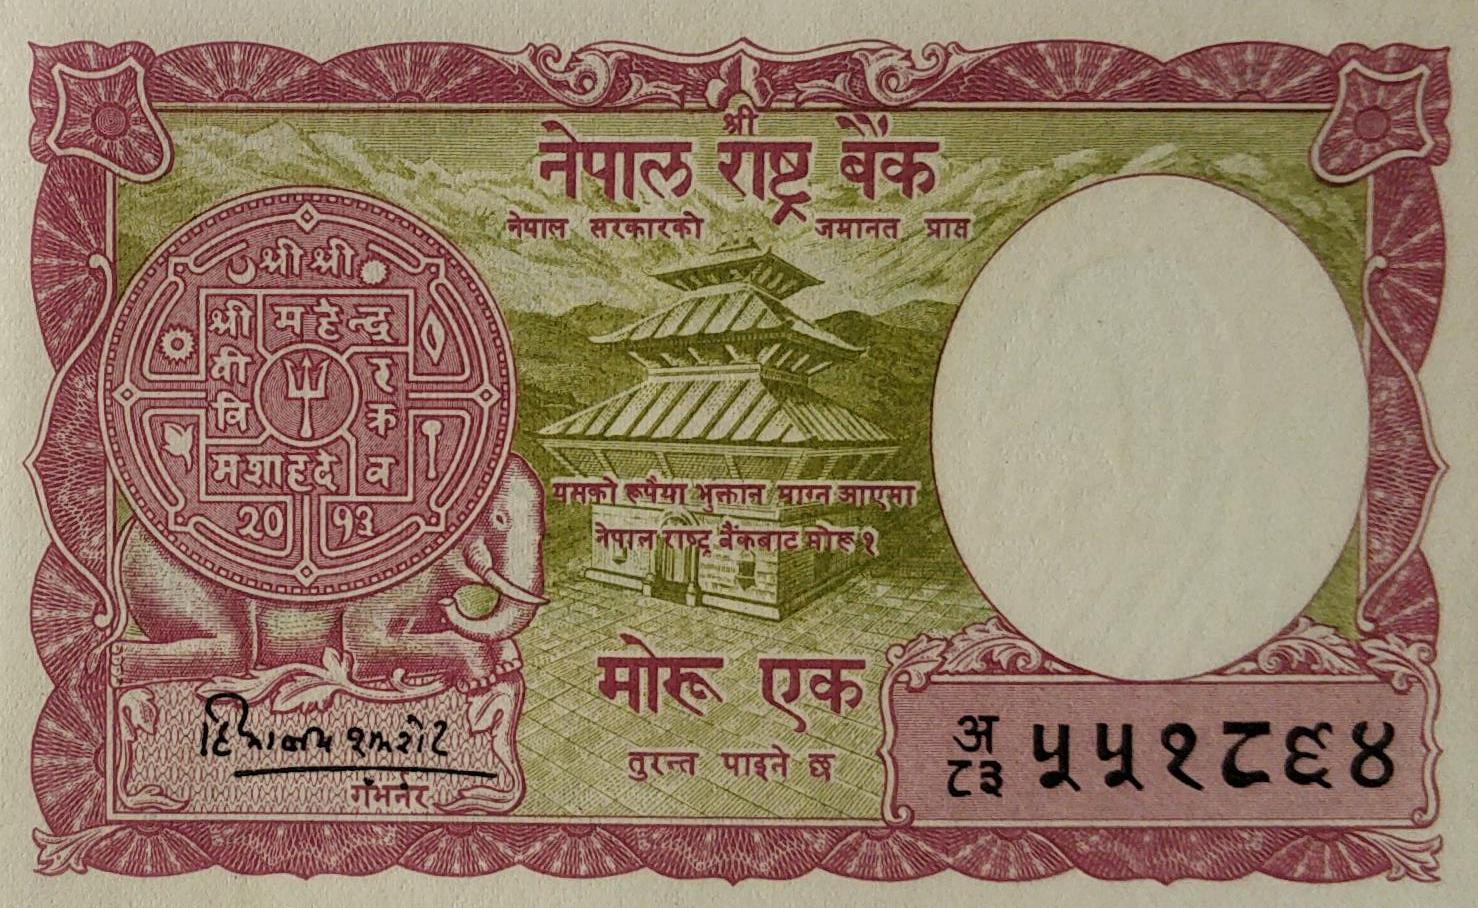 श्री
नेपाल राष्ट्र बैंक
नेपाल सरकारको जमानत प्राप्त
श्री श्री
श्री महेन्द्र
वी र
वि क्र
मशाहदे व
२० १३
यसको रूपैया भुक्तान माग्न आएमा
नेपाल राष्ट्र बैंकबाट मोरू १
मोरू एक
तुरन्त पाइने छ
गभर्नर
अ
८३ ५५१८६४